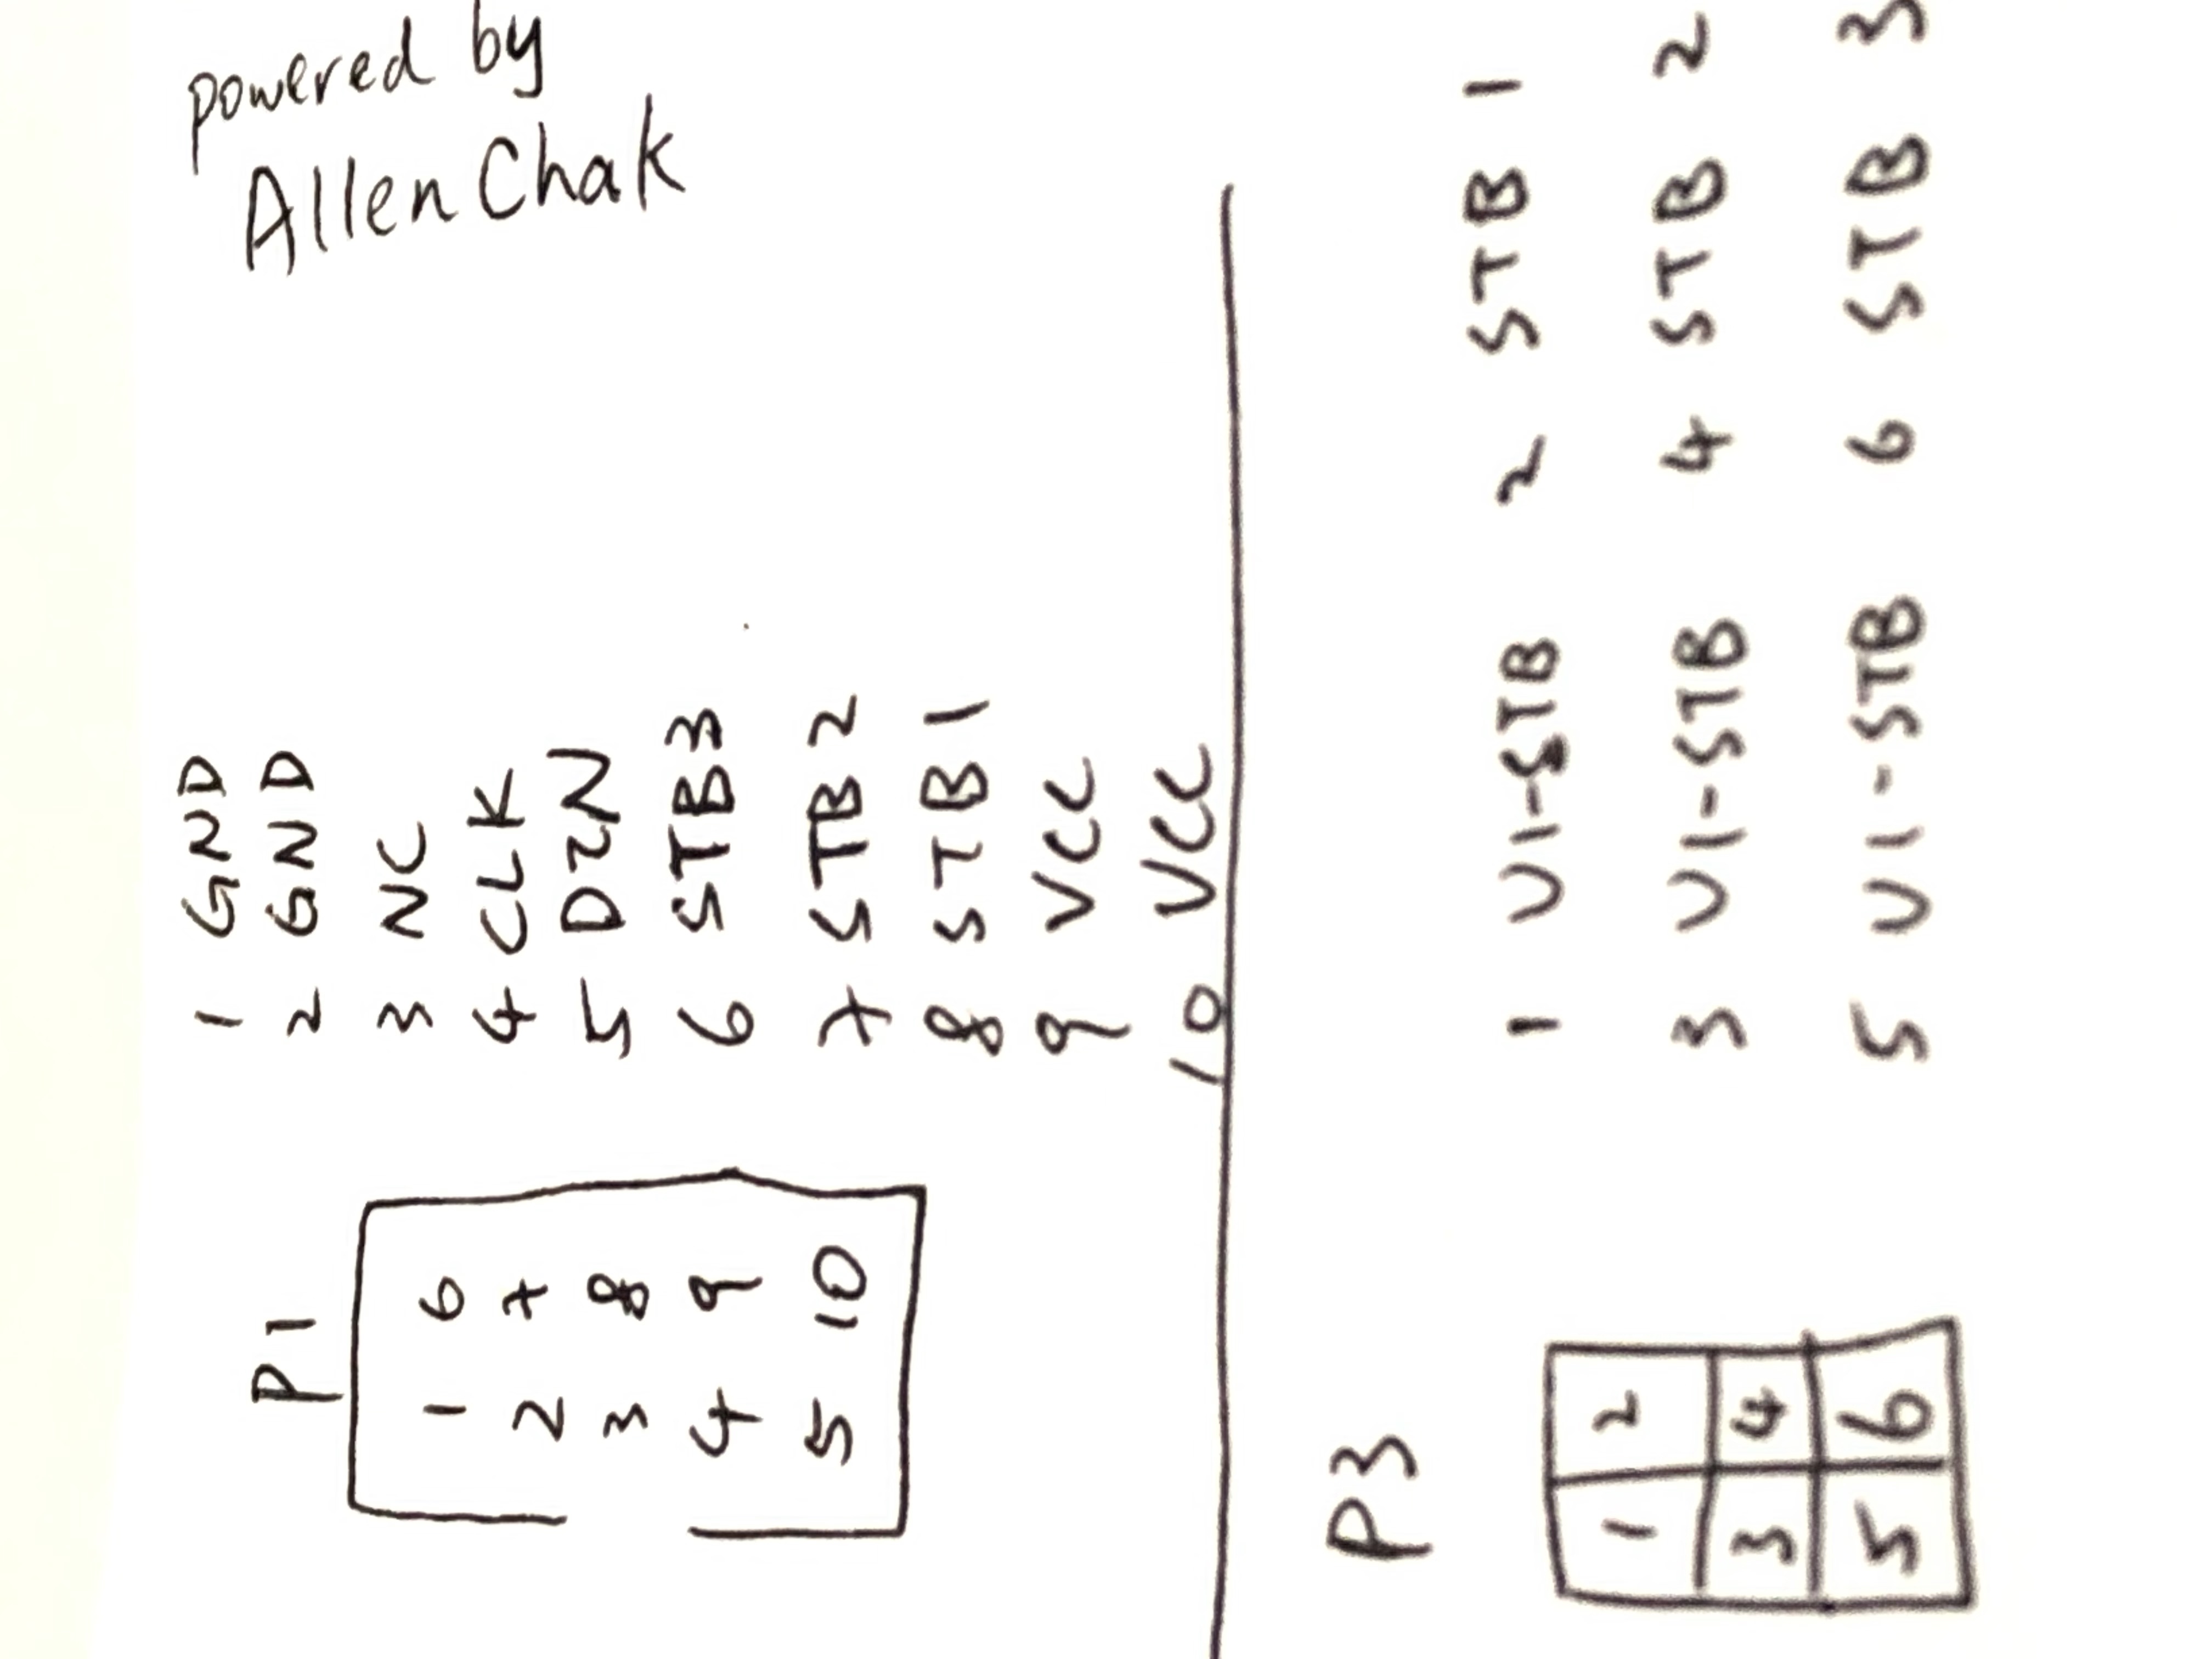 P1
1 6
2 7
3 8
4 9
5 10
1 GND
2 GND
3 NC
4 CLK
5 DIN
6 STB3
7 STB2
8 STB1
9 VCC
10 VCC
powered by
Allen Chak
P3
1 2
3 4
5 6
1 U1-STB 2 STB 1
3 U1-STB 4 STB 2
5 U1-STB 6 STB 3